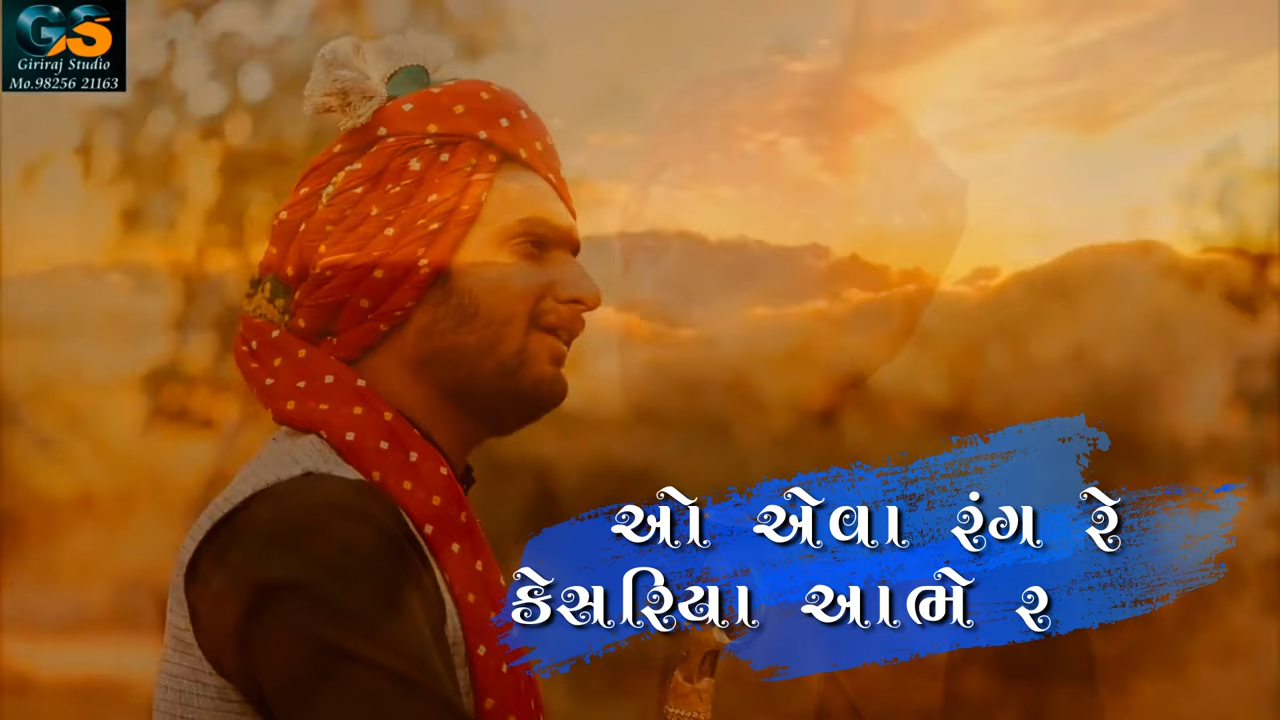 GS
Giriraj Studio
Mo.98256 21163
ઓ એવા રંગ રે
કેસરિયા આભે ર